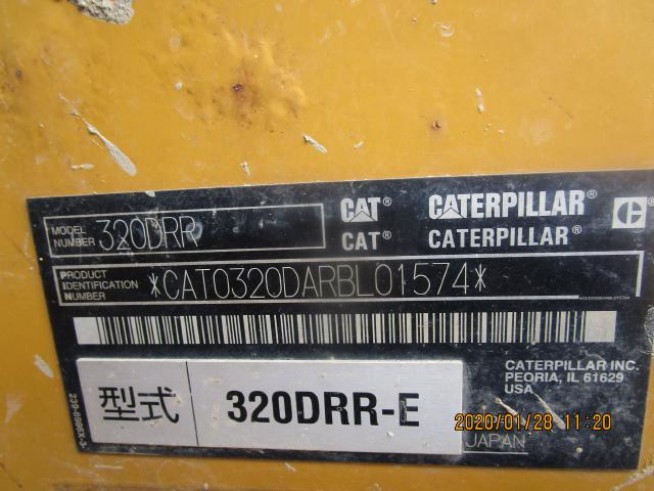 MODEL NUMBER 320DRR
CAT® CATERPILLAR®
CAT® CATERPILLAR®
PRODUCT IDENTIFICATION NUMBER *CAT0320DARBL01574*
CATERPILLAR INC.
PEORIA, IL 61629
USA
型式 320DRR-E
JAPAN
2020/01/28 11:20